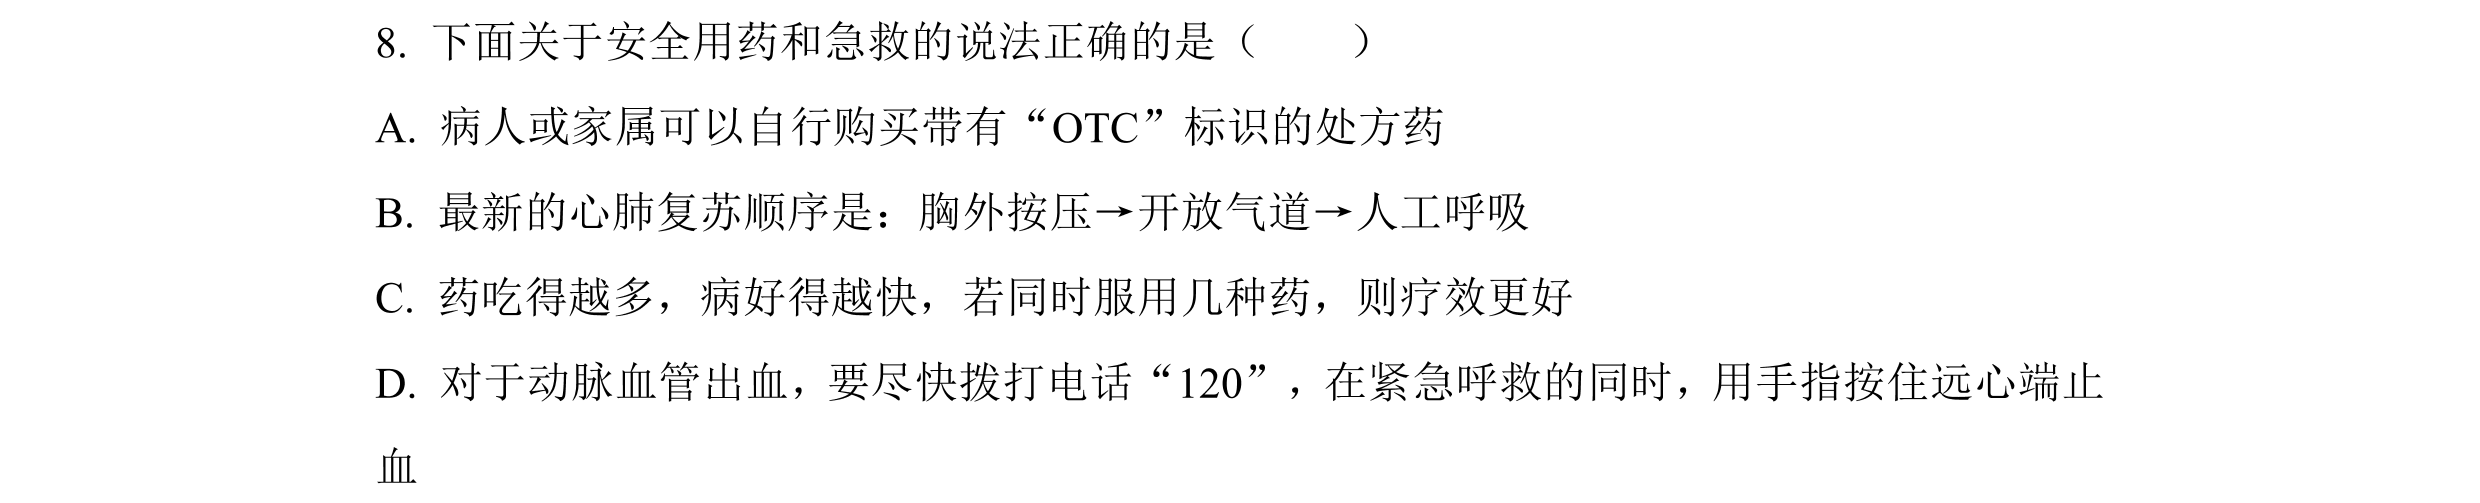 8. 下面关于安全用药和急救的说法正确的是（　　）
A. 病人或家属可以自行购买带有“OTC”标识的处方药
B. 最新的心肺复苏顺序是：胸外按压→开放气道→人工呼吸
C. 药吃得越多，病好得越快，若同时服用几种药，则疗效更好
D. 对于动脉血管出血，要尽快拨打电话“120”，在紧急呼救的同时，用手指按住远心端止
血